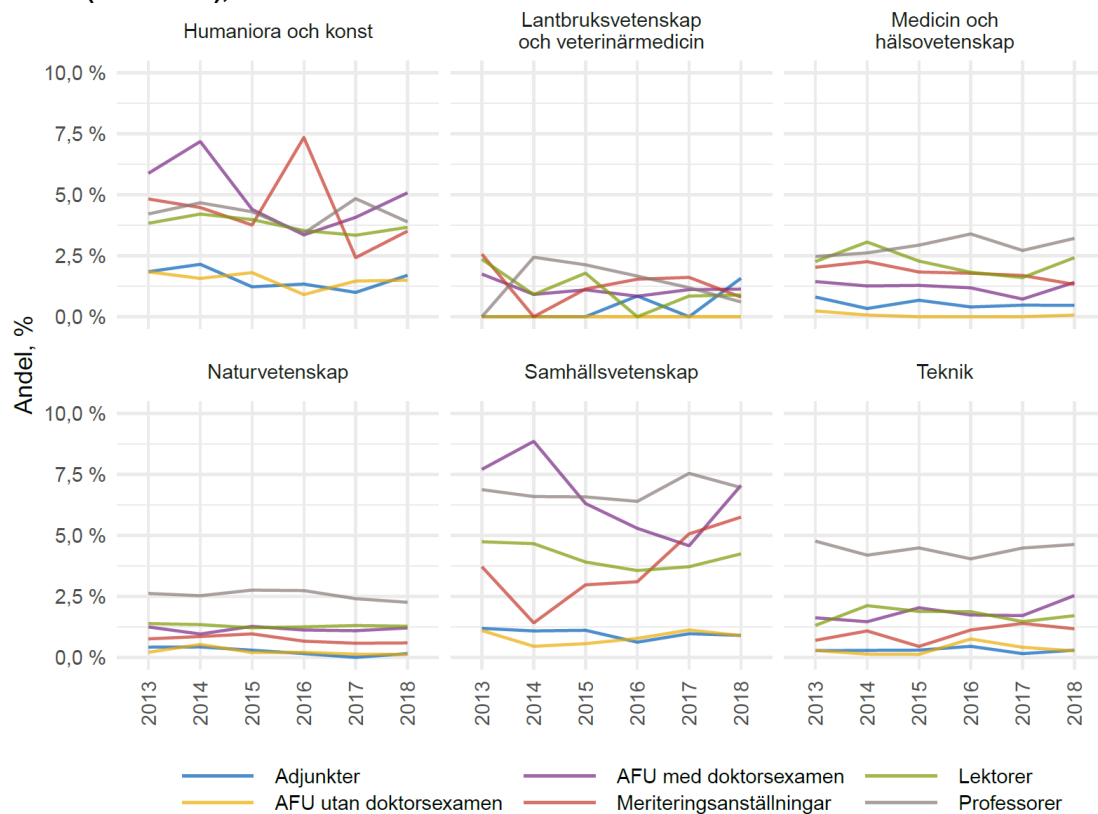 Humaniora och konst
Lantbruksvetenskap
och veterinärmedicin
Medicin och
hälsovetenskap
10,0 %
7,5 %
5,0 %
2,5 %
0,0 %
Andel, %
Naturvetenskap
Samhällsvetenskap
Teknik
10,0 %
7,5 %
5,0 %
2,5 %
0,0 %
2013 2014 2015 2016 2017 2018
2013 2014 2015 2016 2017 2018
2013 2014 2015 2016 2017 2018
Adjunkter
AFU med doktorsexamen
Lektorer
AFU utan doktorsexamen
Meriteringsanställningar
Professorer